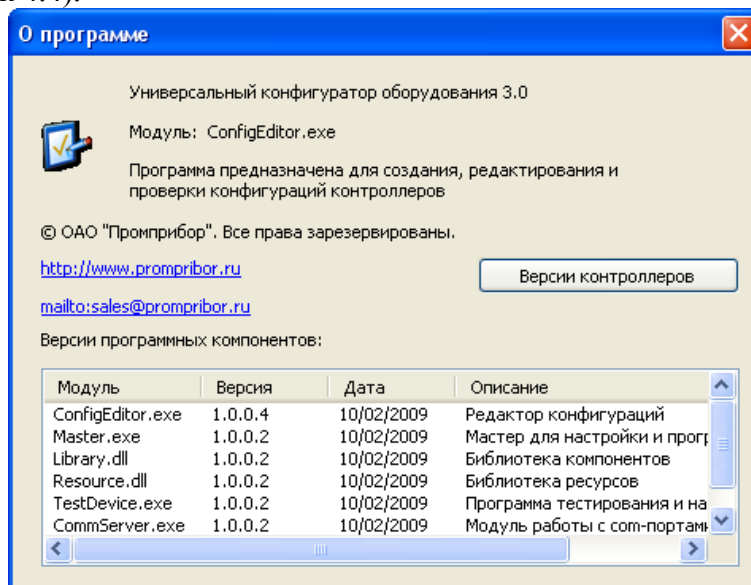 О программе
Универсальный конфигуратор оборудования 3.0
Модуль: ConfigEditor.exe
Программа предназначена для создания, редактирования и
проверки конфигураций контроллеров
© ОАО "Промприбор". Все права зарезервированы.
http://www.prompribor.ru
Версии контроллеров
mailto:sales@prompribor.ru
Версии программных компонентов:
Модуль Версия Дата Описание
ConfigEditor.exe 1.0.0.4 10/02/2009 Редактор конфигураций
Master.exe 1.0.0.2 10/02/2009 Мастер для настройки и
Library.dll 1.0.0.2 10/02/2009 Библиотека компонентов
Resource.dll 1.0.0.2 10/02/2009 Библиотека ресурсов
TestDevice.exe 1.0.0.2 10/02/2009 Программа тестирования и на
CommServer.exe 1.0.0.2 10/02/2009 Модуль работы с com-портами